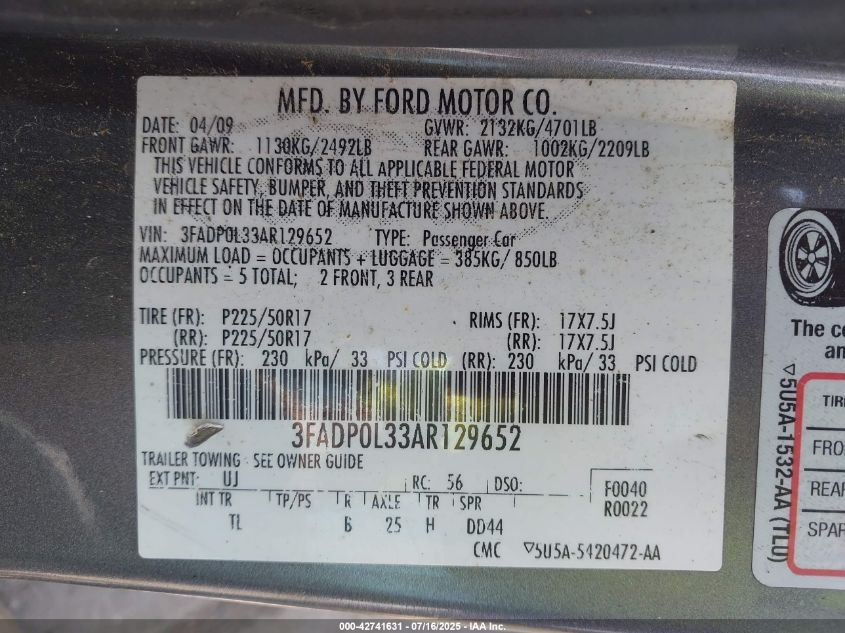 MFD. BY FORD MOTOR CO.
DATE: 04/09 GVWR: 2132KG/4701LB
FRONT GAWR: 1130KG/2492LB REAR GAWR: 1002KG/2209LB
THIS VEHICLE CONFORMS TO ALL APPLICABLE FEDERAL MOTOR
VEHICLE SAFETY, BUMPER, AND THEFT PREVENTION STANDARDS
IN EFFECT ON THE DATE OF MANUFACTURE SHOWN ABOVE.
VIN: 3FADP0L33AR129652 TYPE: Passenger Car
MAXIMUM LOAD = OCCUPANTS + LUGGAGE = 385KG/ 850LB
OCCUPANTS = 5 TOTAL; 2 FRONT, 3 REAR
TIRE (FR): P225/50R17 RIMS (FR): 17X7.5J
(RR): P225/50R17 (RR): 17X7.5J
PRESSURE (FR): 230 kPa/ 33 PSI COLD (RR): 230 kPa/ 33 PSI COLD
3FADP0L33AR129652
TRAILER TOWING - SEE OWNER GUIDE
EXT PNT: UJ RC: 56 DSO: F0040
R0022
INT TR TP/PS R AXLE TR SPR
TL 6 25 H DD44
CMC ▽5U5A-5420472-AA
The co
an
▽5U5A-1532-AA (TL0)
TIRE
FRO
REAR
SPAR
000-42741631 - 07/16/2025 - IAA Inc.